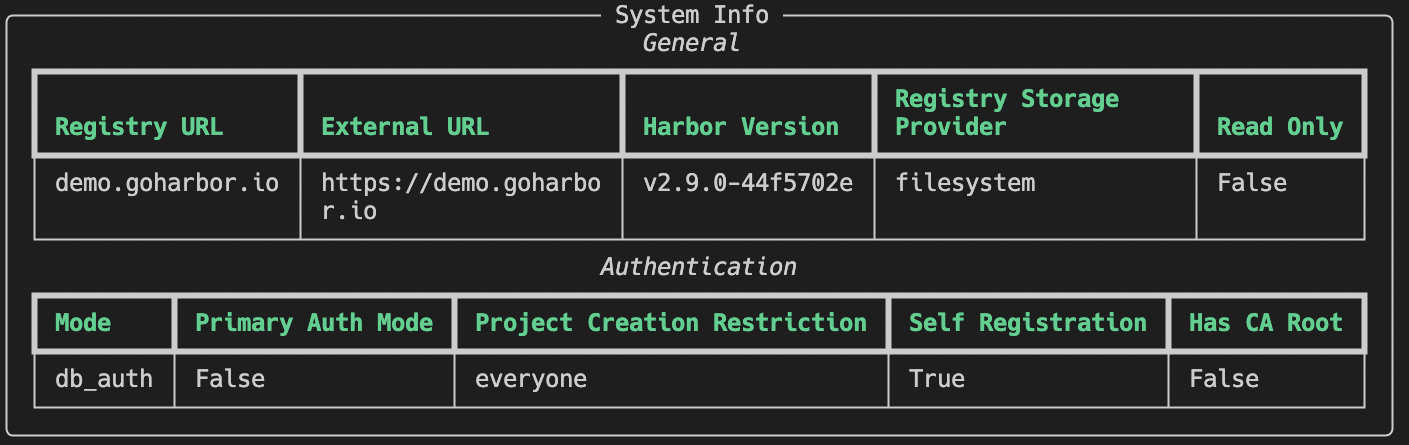 System Info
General
Registry Storage
Registry URL External URL Harbor Version Provider Read Only
demo.goharbor.io https://demo.goharbo v2.9.0-44f5702e filesystem False
r.io
Authentication
Mode Primary Auth Mode Project Creation Restriction Self Registration Has CA Root
db_auth False everyone True False